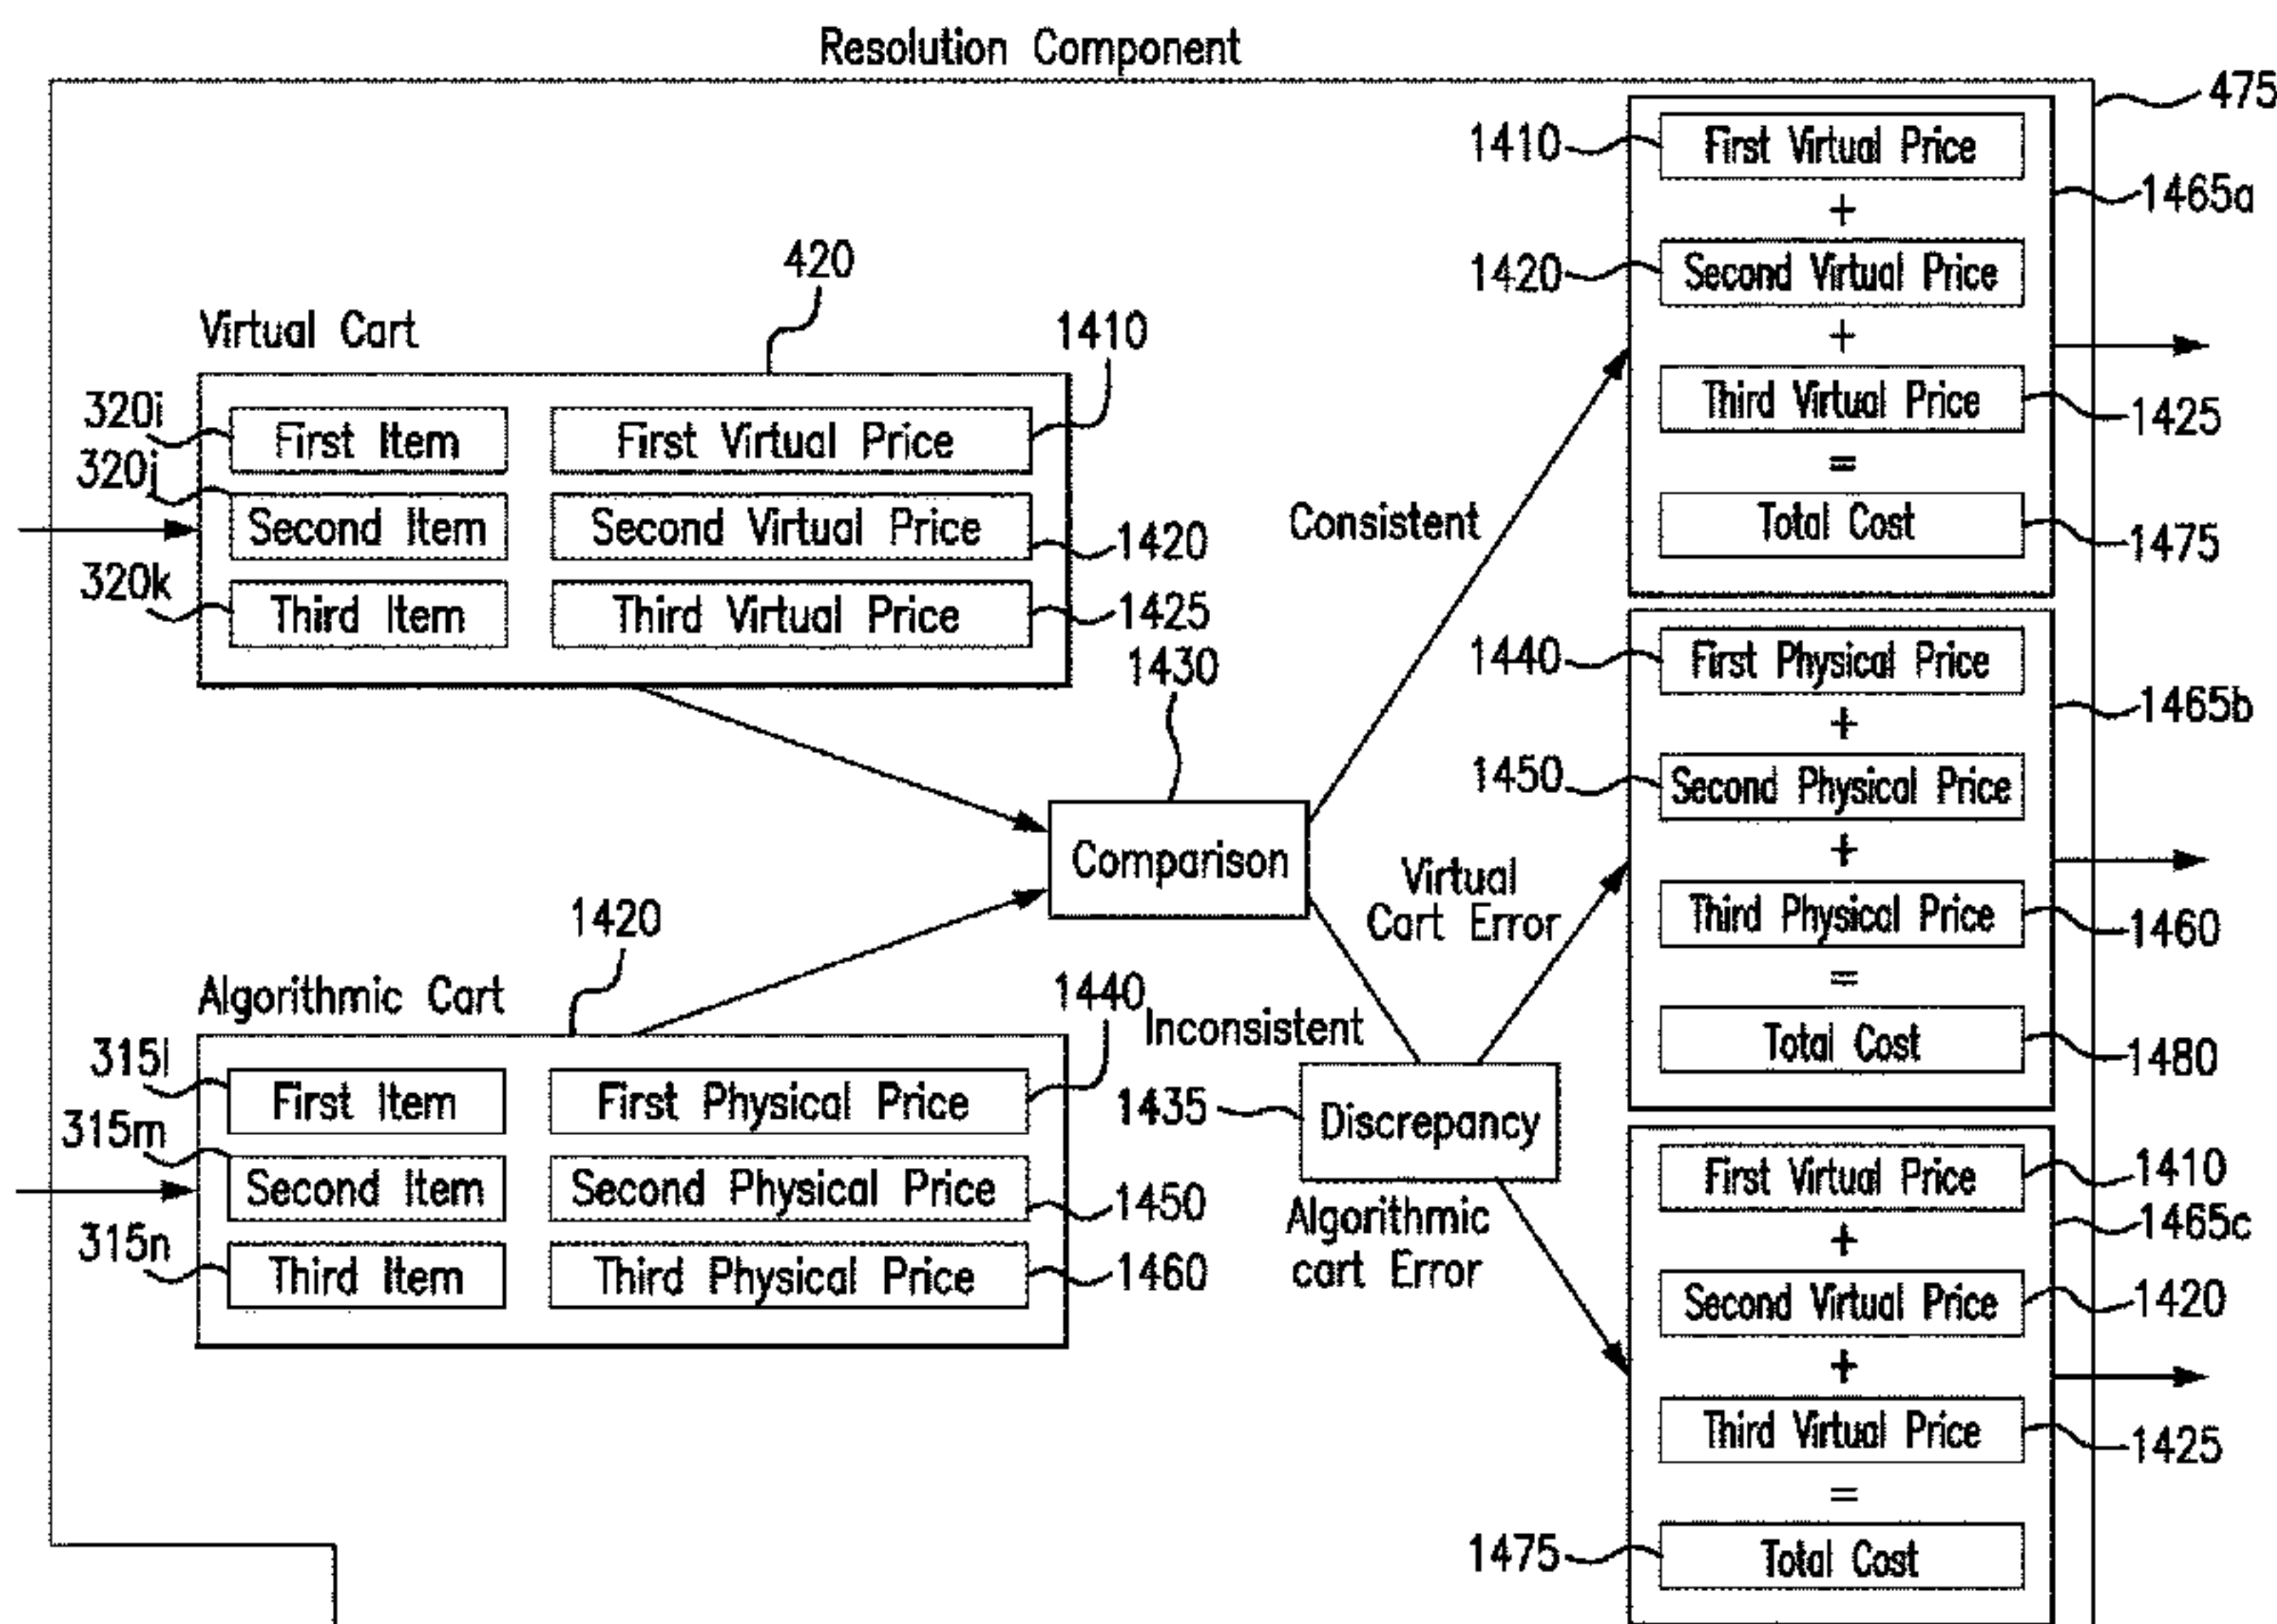 Resolution Component
475
1410
First Virtual Price
1465a
+
1420
Second Virtual Price
+
Third Virtual Price
1425
=
Total Cost
1475
420
Virtual Cart
1410
320i
First Item
First Virtual Price
320j
Second Item
Second Virtual Price
1420
320k
Third Item
Third Virtual Price
1425
Consistent
1430
Comparison
1440
First Physical Price
1465b
+
1450
Second Physical Price
+
Third Physical Price
1460
=
Total Cost
1480
Virtual
Cart Error
Inconsistent
1420
Algorithmic Cart
1440
315l
First Item
First Physical Price
315m
Second Item
Second Physical Price
1450
315n
Third Item
Third Physical Price
1460
1435
Discrepancy
Algorithmic
cart Error
First Virtual Price
1410
1465c
+
Second Virtual Price
1420
+
Third Virtual Price
1425
=
1475
Total Cost